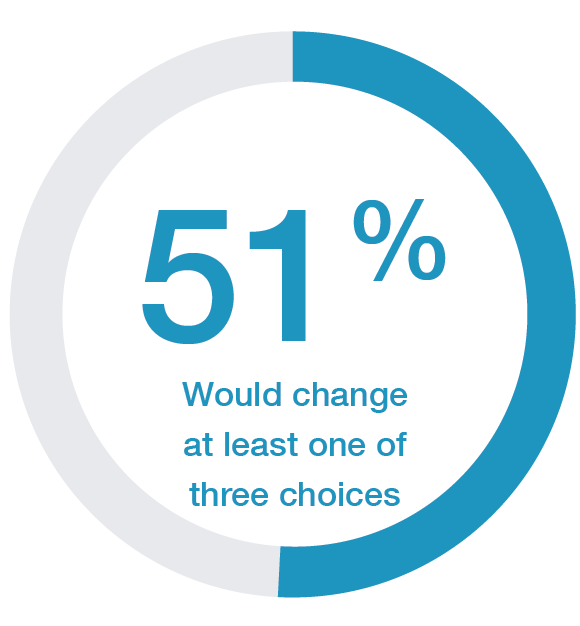 51%
Would change
at least one of
three choices